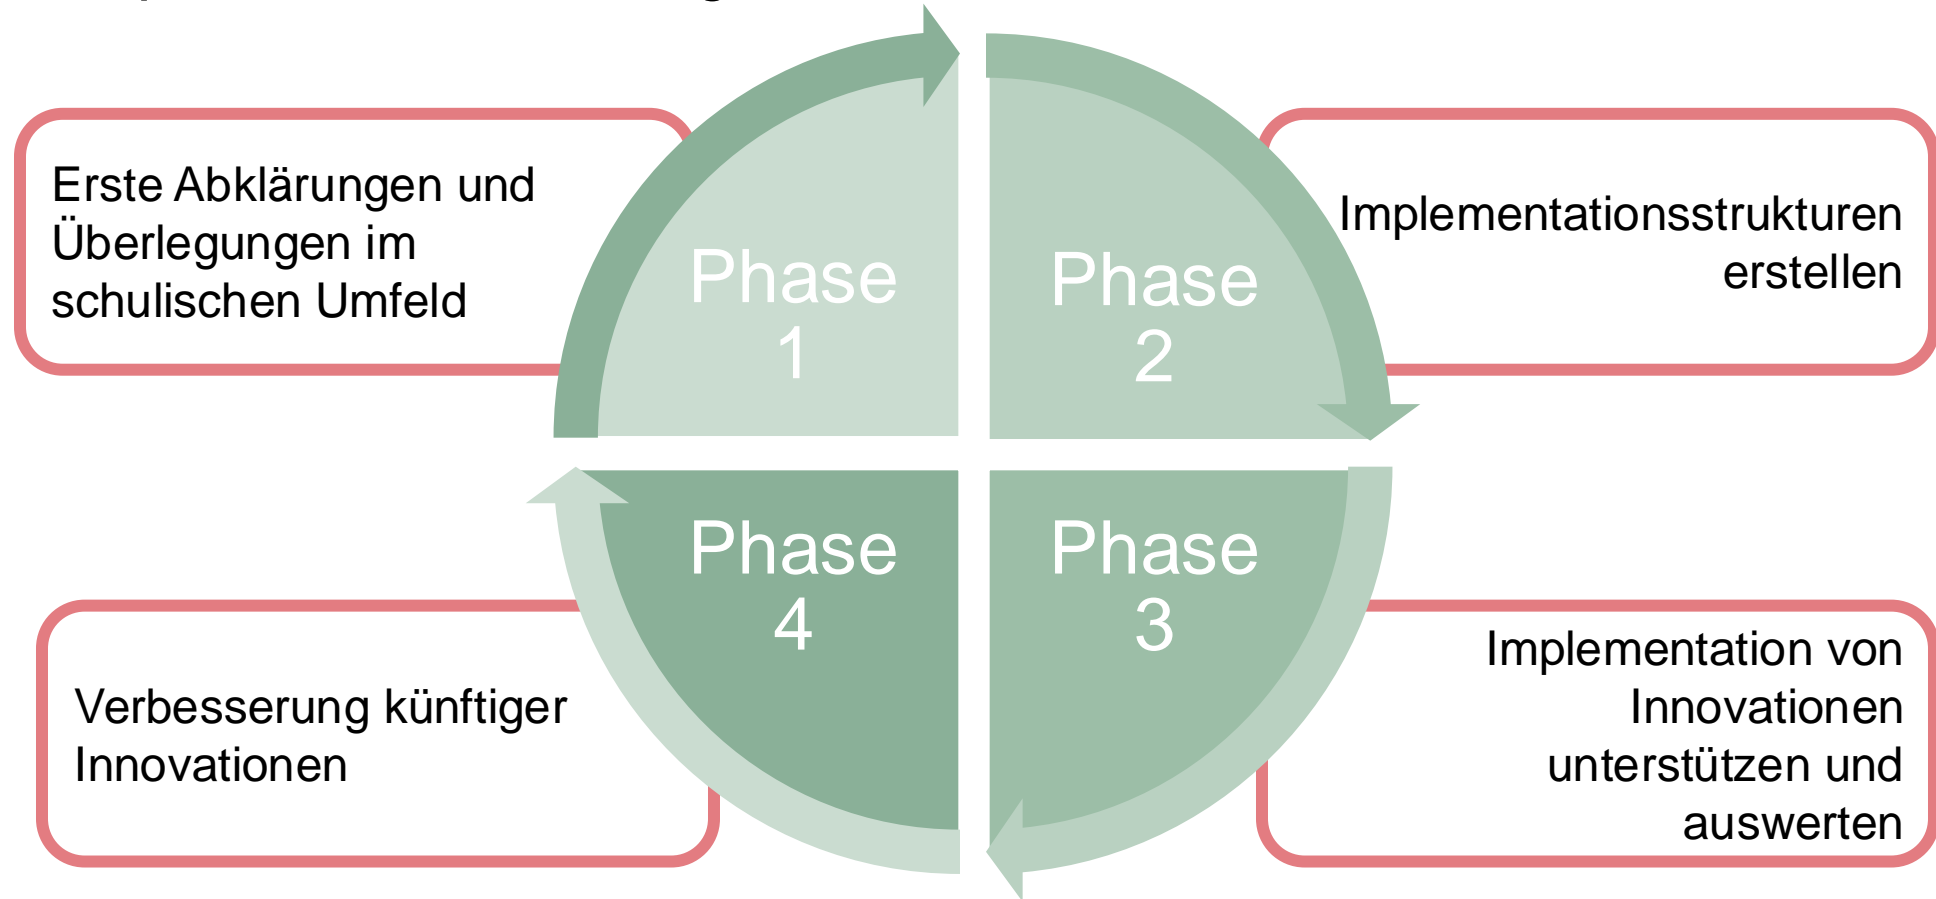 Erste Abklärungen und
Überlegungen im
schulischen Umfeld
Phase
1
Phase
2
Implementationsstrukturen
erstellen
Verbesserung künftiger
Innovationen
Phase
4
Phase
3
Implementation von
Innovationen
unterstützen und
auswerten